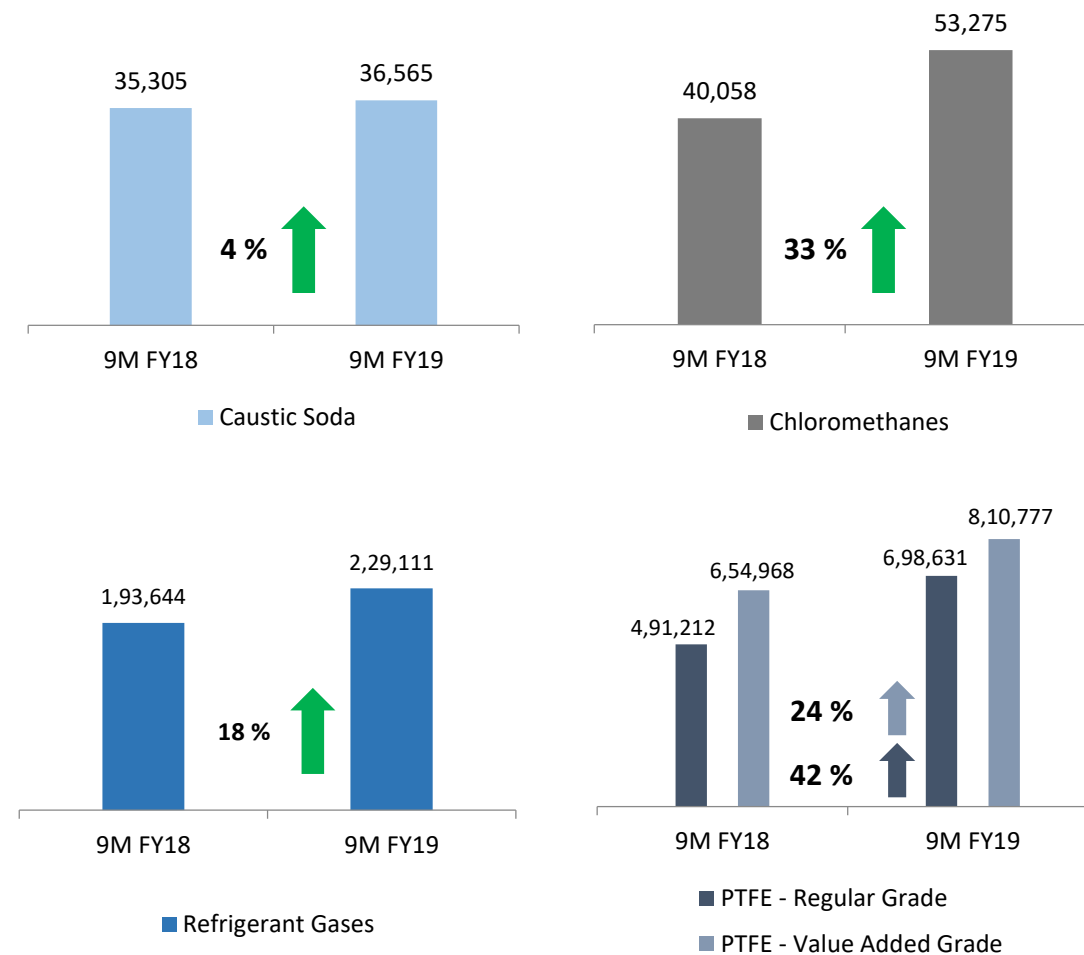 35,305
36,565
4 %
9M FY18
9M FY19
Caustic Soda
53,275
40,058
33 %
9M FY18
9M FY19
Chloromethanes
2,29,111
1,93,644
18 %
9M FY18
9M FY19
Refrigerant Gases
8,10,777
6,98,631
6,54,968
4,91,212
24 %
42 %
9M FY18
9M FY19
PTFE - Regular Grade
PTFE - Value Added Grade